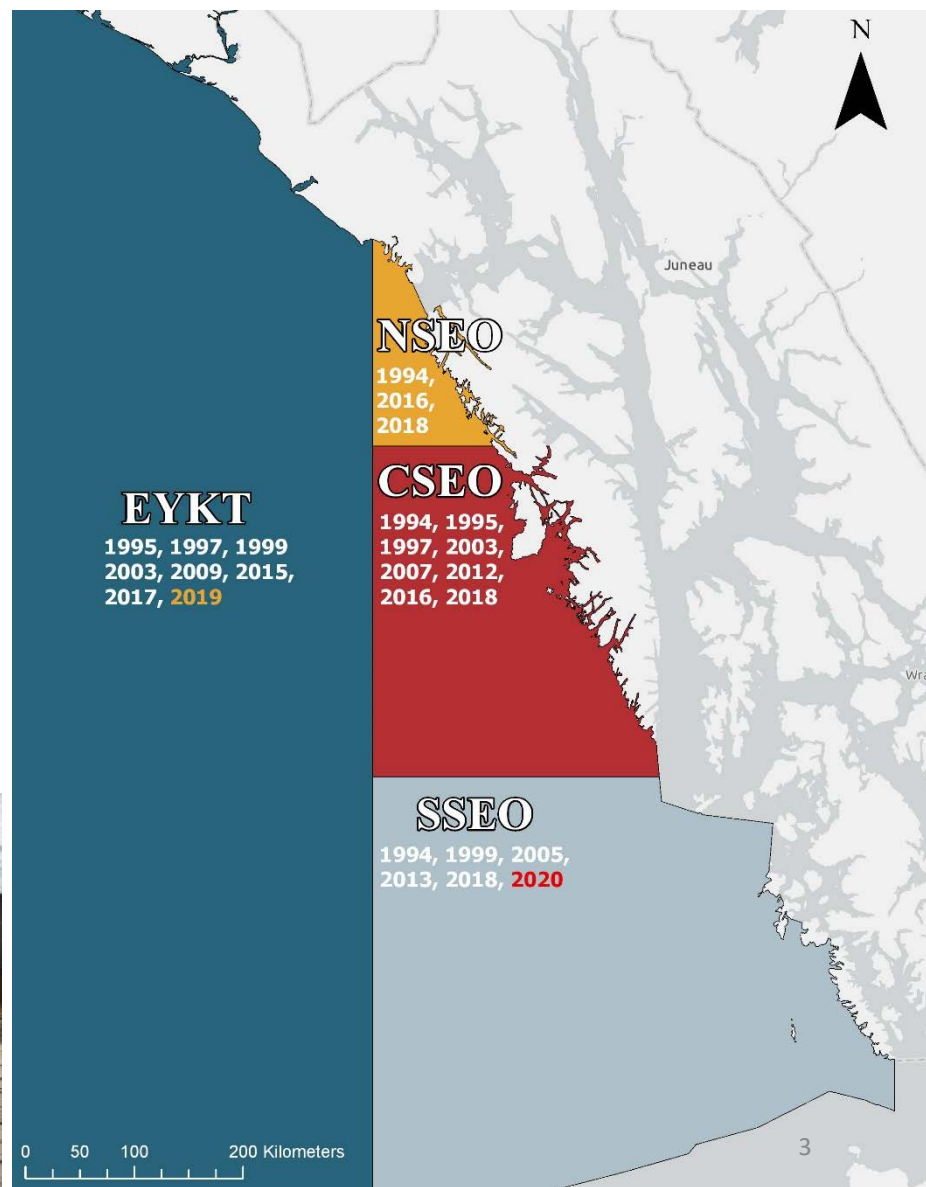 N
Juneau
NSEO
1994,
2016,
2018
CSEO
1994, 1995,
1997, 2003,
2007, 2012,
2016, 2018
EYKT
1995, 1997, 1999
2003, 2009, 2015,
2017, 2019
Wra
SSEO
1994, 1999, 2005,
2013, 2018, 2020
0 50 100 200 Kilometers
3